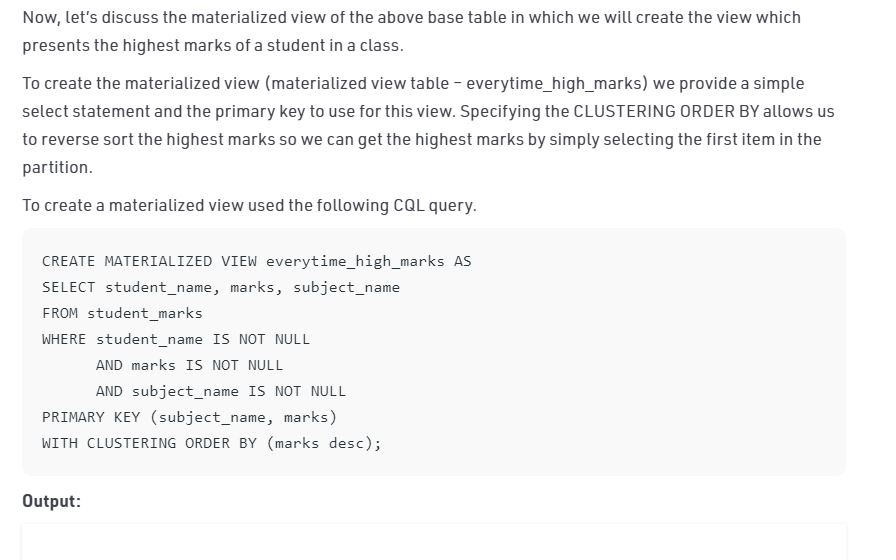 Now, let’s discuss the materialized view of the above base table in which we will create the view which
presents the highest marks of a student in a class.
To create the materialized view (materialized view table – everytime_high_marks) we provide a simple
select statement and the primary key to use for this view. Specifying the CLUSTERING ORDER BY allows us
to reverse sort the highest marks so we can get the highest marks by simply selecting the first item in the
partition.
To create a materialized view used the following CQL query.
CREATE MATERIALIZED VIEW everytime_high_marks AS
SELECT student_name, marks, subject_name
FROM student_marks
WHERE student_name IS NOT NULL
      AND marks IS NOT NULL
      AND subject_name IS NOT NULL
PRIMARY KEY (subject_name, marks)
WITH CLUSTERING ORDER BY (marks desc);
Output: